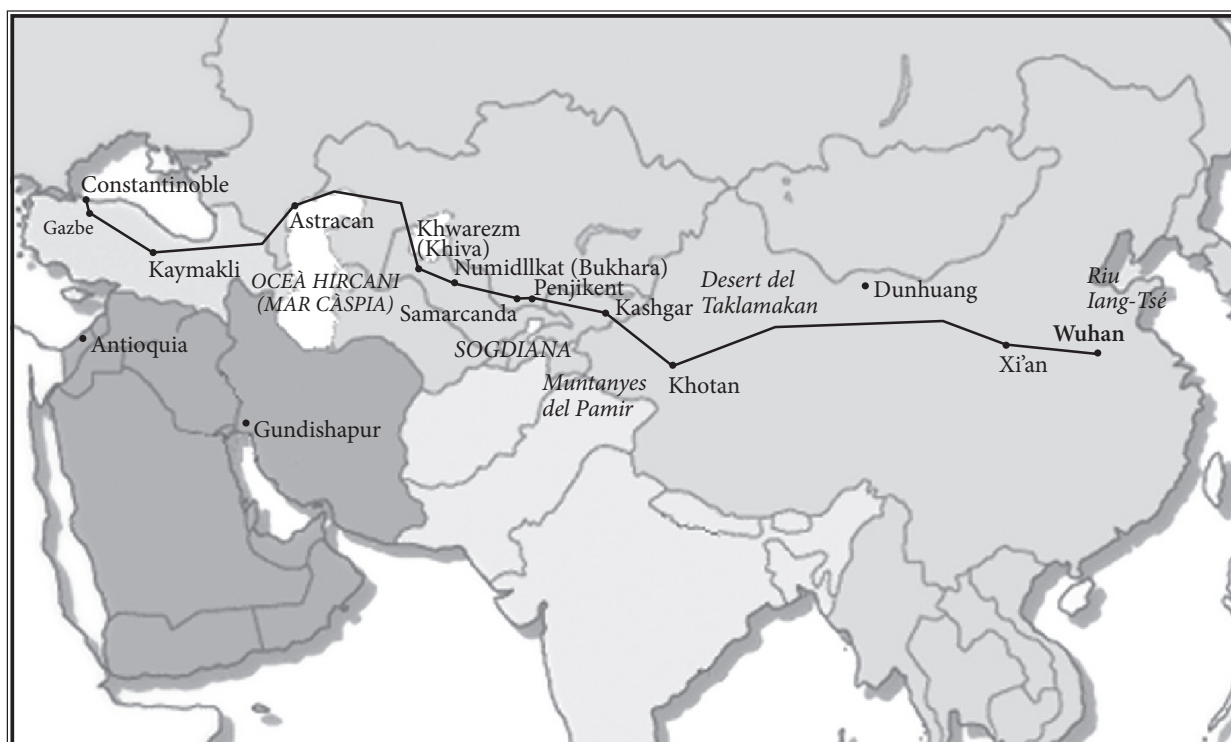 Constantinoble
Gazbe
Kaymakli
Astracan
OCEÀ HIRCANI
(MAR CÀSPIA)
Khwarezm
(Khiva)
Numidllkat (Bukhara)
Penjikent
Samarcanda
Kashgar
SOGDIANA
Muntanyes
del Pamir
Khotan
Desert del
Taklamakan
Dunhuang
Riu
Iang-Tsé
Wuhan
Xi’an
Antioquia
Gundishapur